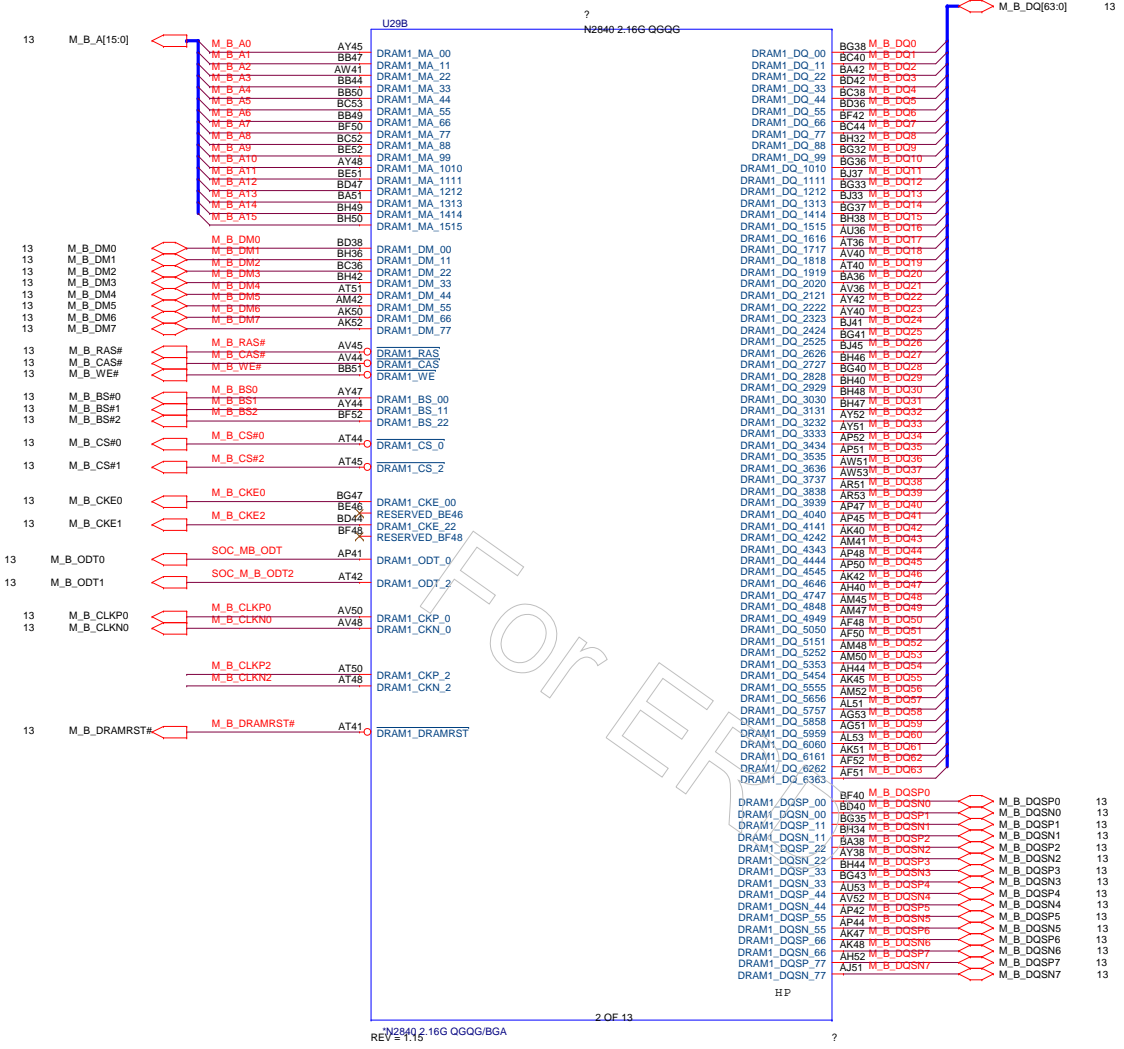 U29B
?
N2840 2.16G QGQG
13 M_B_A[15:0]
M_B_A0 AY45 DRAM1_MA_00
M_B_A1 BB47 DRAM1_MA_11
M_B_A2 AW41 DRAM1_MA_22
M_B_A3 BB44 DRAM1_MA_33
M_B_A4 BB50 DRAM1_MA_44
M_B_A5 BC53 DRAM1_MA_55
M_B_A6 BB49 DRAM1_MA_66
M_B_A7 BF50 DRAM1_MA_77
M_B_A8 BC52 DRAM1_MA_88
M_B_A9 BE52 DRAM1_MA_99
M_B_A10 AY48 DRAM1_MA_1010
M_B_A11 BE51 DRAM1_MA_1111
M_B_A12 BD47 DRAM1_MA_1212
M_B_A13 BA51 DRAM1_MA_1313
M_B_A14 BH49 DRAM1_MA_1414
M_B_A15 BH50 DRAM1_MA_1515
13 M_B_DM0 M_B_DM0 BD38 DRAM1_DM_00
13 M_B_DM1 M_B_DM1 BH36 DRAM1_DM_11
13 M_B_DM2 M_B_DM2 BC36 DRAM1_DM_22
13 M_B_DM3 M_B_DM3 BH42 DRAM1_DM_33
13 M_B_DM4 M_B_DM4 AT51 DRAM1_DM_44
13 M_B_DM5 M_B_DM5 AM42 DRAM1_DM_55
13 M_B_DM6 M_B_DM6 AK50 DRAM1_DM_66
13 M_B_DM7 M_B_DM7 AK52 DRAM1_DM_77
13 M_B_RAS# M_B_RAS# AV45 DRAM1_RAS
13 M_B_CAS# M_B_CAS# AV44 DRAM1_CAS
13 M_B_WE# M_B_WE# BB51 DRAM1_WE
13 M_B_BS#0 M_B_BS0 AY47 DRAM1_BS_00
13 M_B_BS#1 M_B_BS1 AY44 DRAM1_BS_11
13 M_B_BS#2 M_B_BS2 BF52 DRAM1_BS_22
13 M_B_CS#0 M_B_CS#0 AT44 DRAM1_CS_0
13 M_B_CS#1 M_B_CS#2 AT45 DRAM1_CS_2
13 M_B_CKE0 M_B_CKE0 BG47 DRAM1_CKE_00
BE46 RESERVED_BE46
13 M_B_CKE1 M_B_CKE2 BD44 DRAM1_CKE_22
BF48 RESERVED_BF48
13 M_B_ODT0 SOC_MB_ODT AP41 DRAM1_ODT_0
13 M_B_ODT1 SOC_M_B_ODT2 AT42 DRAM1_ODT_2
13 M_B_CLKP0 M_B_CLKP0 AV50 DRAM1_CKP_0
13 M_B_CLKN0 M_B_CLKN0 AV48 DRAM1_CKN_0
M_B_CLKP2 AT50 DRAM1_CKP_2
M_B_CLKN2 AT48 DRAM1_CKN_2
13 M_B_DRAMRST# M_B_DRAMRST# AT41 DRAM1_DRAMRST
M_B_DQ[63:0] 13
DRAM1_DQ_00 BG38 M_B_DQ0
DRAM1_DQ_11 BC40 M_B_DQ1
DRAM1_DQ_22 BA42 M_B_DQ2
DRAM1_DQ_33 BD42 M_B_DQ3
DRAM1_DQ_44 BC38 M_B_DQ4
DRAM1_DQ_55 BD36 M_B_DQ5
DRAM1_DQ_66 BF42 M_B_DQ6
DRAM1_DQ_77 BC44 M_B_DQ7
DRAM1_DQ_88 BH32 M_B_DQ8
DRAM1_DQ_99 BG32 M_B_DQ9
DRAM1_DQ_1010 BG36 M_B_DQ10
DRAM1_DQ_1111 BJ37 M_B_DQ11
DRAM1_DQ_1212 BG33 M_B_DQ12
DRAM1_DQ_1313 BJ33 M_B_DQ13
DRAM1_DQ_1414 BG37 M_B_DQ14
DRAM1_DQ_1515 BH38 M_B_DQ15
DRAM1_DQ_1616 AU36 M_B_DQ16
DRAM1_DQ_1717 AT36 M_B_DQ17
DRAM1_DQ_1818 AV40 M_B_DQ18
DRAM1_DQ_1919 AT40 M_B_DQ19
DRAM1_DQ_2020 BA36 M_B_DQ20
DRAM1_DQ_2121 AV36 M_B_DQ21
DRAM1_DQ_2222 AY42 M_B_DQ22
DRAM1_DQ_2323 AY40 M_B_DQ23
DRAM1_DQ_2424 BJ41 M_B_DQ24
DRAM1_DQ_2525 BG41 M_B_DQ25
DRAM1_DQ_2626 BJ45 M_B_DQ26
DRAM1_DQ_2727 BH46 M_B_DQ27
DRAM1_DQ_2828 BG40 M_B_DQ28
DRAM1_DQ_2929 BH40 M_B_DQ29
DRAM1_DQ_3030 BH48 M_B_DQ30
DRAM1_DQ_3131 BH47 M_B_DQ31
DRAM1_DQ_3232 AY52 M_B_DQ32
DRAM1_DQ_3333 AY51 M_B_DQ33
DRAM1_DQ_3434 AP52 M_B_DQ34
DRAM1_DQ_3535 AP51 M_B_DQ35
DRAM1_DQ_3636 AW51 M_B_DQ36
DRAM1_DQ_3737 AW53 M_B_DQ37
DRAM1_DQ_3838 AR51 M_B_DQ38
DRAM1_DQ_3939 AR53 M_B_DQ39
DRAM1_DQ_4040 AP47 M_B_DQ40
DRAM1_DQ_4141 AP45 M_B_DQ41
DRAM1_DQ_4242 AK40 M_B_DQ42
DRAM1_DQ_4343 AM41 M_B_DQ43
DRAM1_DQ_4444 AP48 M_B_DQ44
DRAM1_DQ_4545 AP50 M_B_DQ45
DRAM1_DQ_4646 AK42 M_B_DQ46
DRAM1_DQ_4747 AH40 M_B_DQ47
DRAM1_DQ_4848 AM45 M_B_DQ48
DRAM1_DQ_4949 AM47 M_B_DQ49
DRAM1_DQ_5050 AF48 M_B_DQ50
DRAM1_DQ_5151 AF50 M_B_DQ51
DRAM1_DQ_5252 AM48 M_B_DQ52
DRAM1_DQ_5353 AM50 M_B_DQ53
DRAM1_DQ_5454 AH44 M_B_DQ54
DRAM1_DQ_5555 AK45 M_B_DQ55
DRAM1_DQ_5656 AM52 M_B_DQ56
DRAM1_DQ_5757 AL51 M_B_DQ57
DRAM1_DQ_5858 AG53 M_B_DQ58
DRAM1_DQ_5959 AG51 M_B_DQ59
DRAM1_DQ_6060 AL53 M_B_DQ60
DRAM1_DQ_6161 AK51 M_B_DQ61
DRAM1_DQ_6262 AF52 M_B_DQ62
DRAM1_DQ_6363 AF51 M_B_DQ63
DRAM1_DQSP_00 BF40 M_B_DQSP0 M_B_DQSP0 13
DRAM1_DQSN_00 BD40 M_B_DQSN0 M_B_DQSN0 13
DRAM1_DQSP_11 BG35 M_B_DQSP1 M_B_DQSP1 13
DRAM1_DQSN_11 BH34 M_B_DQSN1 M_B_DQSN1 13
DRAM1_DQSP_22 BA38 M_B_DQSP2 M_B_DQSP2 13
DRAM1_DQSN_22 AY38 M_B_DQSN2 M_B_DQSN2 13
DRAM1_DQSP_33 BH44 M_B_DQSP3 M_B_DQSP3 13
DRAM1_DQSN_33 BG43 M_B_DQSN3 M_B_DQSN3 13
DRAM1_DQSP_44 AU53 M_B_DQSP4 M_B_DQSP4 13
DRAM1_DQSN_44 AV52 M_B_DQSN4 M_B_DQSN4 13
DRAM1_DQSP_55 AP42 M_B_DQSP5 M_B_DQSP5 13
DRAM1_DQSN_55 AP44 M_B_DQSN5 M_B_DQSN5 13
DRAM1_DQSP_66 AK47 M_B_DQSP6 M_B_DQSP6 13
DRAM1_DQSN_66 AK48 M_B_DQSN6 M_B_DQSN6 13
DRAM1_DQSP_77 AH52 M_B_DQSP7 M_B_DQSP7 13
DRAM1_DQSN_77 AJ51 M_B_DQSN7 M_B_DQSN7 13
HP
2 OF 13
*N2840 2.16G QGQG/BGA
REV = 1.15
?
For